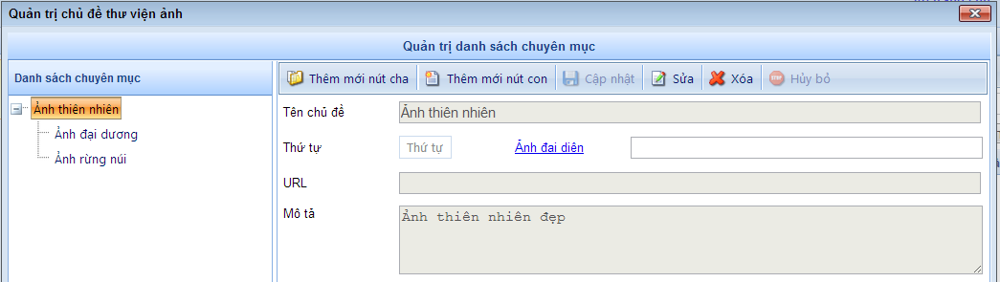 Quản trị chủ đề thư viện ảnh
Quản trị danh sách chuyên mục
Danh sách chuyên mục
Thêm mới nút cha Thêm mới nút con Cập nhật Sửa Xóa Hủy bỏ
Ảnh thiên nhiên
Ảnh đại dương
Ảnh rừng núi
Tên chủ đề Ảnh thiên nhiên
Thứ tự Thứ tự Ảnh đại diện
URL
Mô tả Ảnh thiên nhiên đẹp